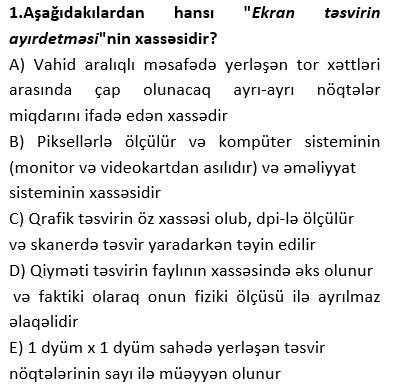 1.Aşağıdakılardan hansı "Ekran təsvirin
ayırdetməsi"nin xassəsidir?
A) Vahid aralıqlı məsafədə yerləşən tor xəttləri
arasında çap olunacaq ayrı-ayrı nöqtələr
miqdarını ifadə edən xassədir
B) Piksellərlə ölçülür və kompüter sisteminin
(monitor və videokartdan asılıdır) və əməliyyat
sisteminin xassəsidir
C) Qrafik təsvirin öz xassəsi olub, dpi-lə ölçülür
və skanerdə təsvir yaradarkən təyin edilir
D) Qiyməti təsvirin faylının xassəsində əks olunur
və faktiki olaraq onun fiziki ölçüsü ilə ayrılmaz
əlaqəlidir
E) 1 dyüm x 1 dyüm sahədə yerləşən təsvir
nöqtələrinin sayı ilə müəyyən olunur